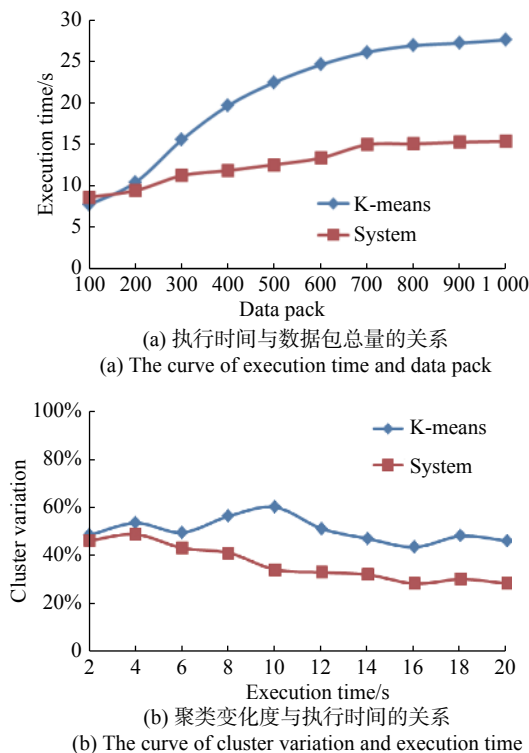 Execution time/s
30
25
20
15
10
5
0
K-means
System
100 200 300 400 500 600 700 800 900 1 000
Data pack
(a) 执行时间与数据包总量的关系
(a) The curve of execution time and data pack
Cluster variation
100%
80%
60%
40%
20%
0
K-means
System
2 4 6 8 10 12 14 16 18 20
Execution time/s
(b) 聚类变化度与执行时间的关系
(b) The curve of cluster variation and execution time